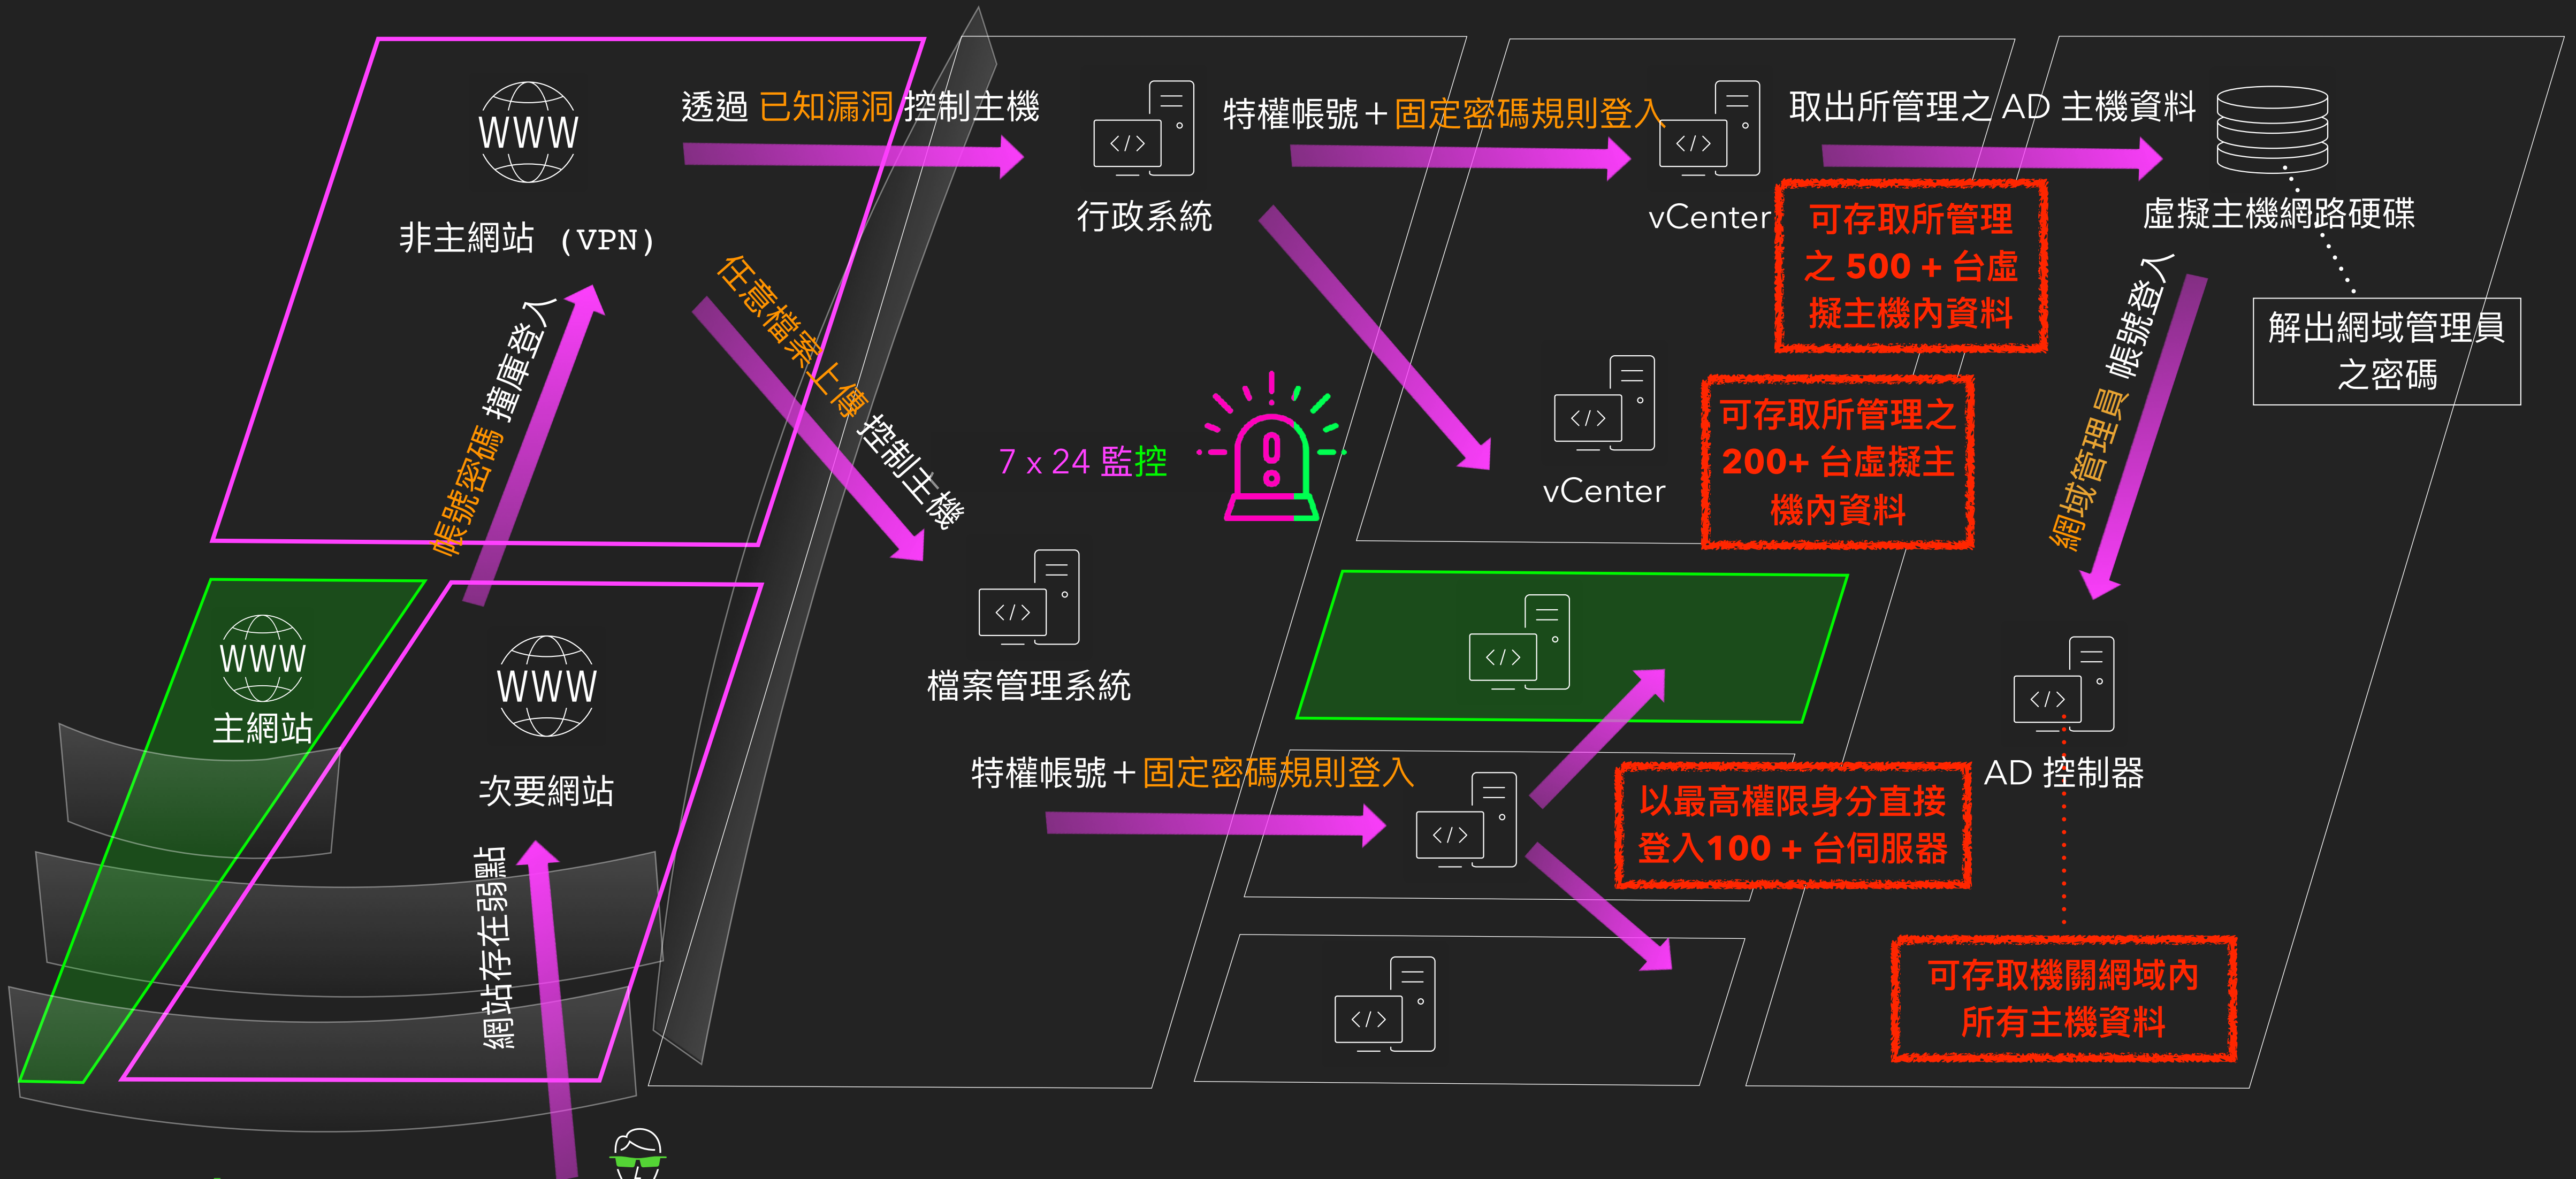 WWW
非主網站 (VPN)
透過 已知漏洞 控制主機
行政系統
特權帳號＋固定密碼規則登入
vCenter
可存取所管理
之 500 + 台虛
擬主機內資料
取出所管理之 AD 主機資料
虛擬主機網路硬碟
解出網域管理員
之密碼
帳號密碼 撞庫登入
任意檔案上傳 控制主機
7 x 24 監控
vCenter
可存取所管理之
200+ 台虛擬主
機內資料
網域管理員 帳號登入
WWW
主網站
WWW
次要網站
檔案管理系統
特權帳號＋固定密碼規則登入
以最高權限身分直接
登入100 + 台伺服器
AD 控制器
網站存在弱點
可存取機關網域內
所有主機資料